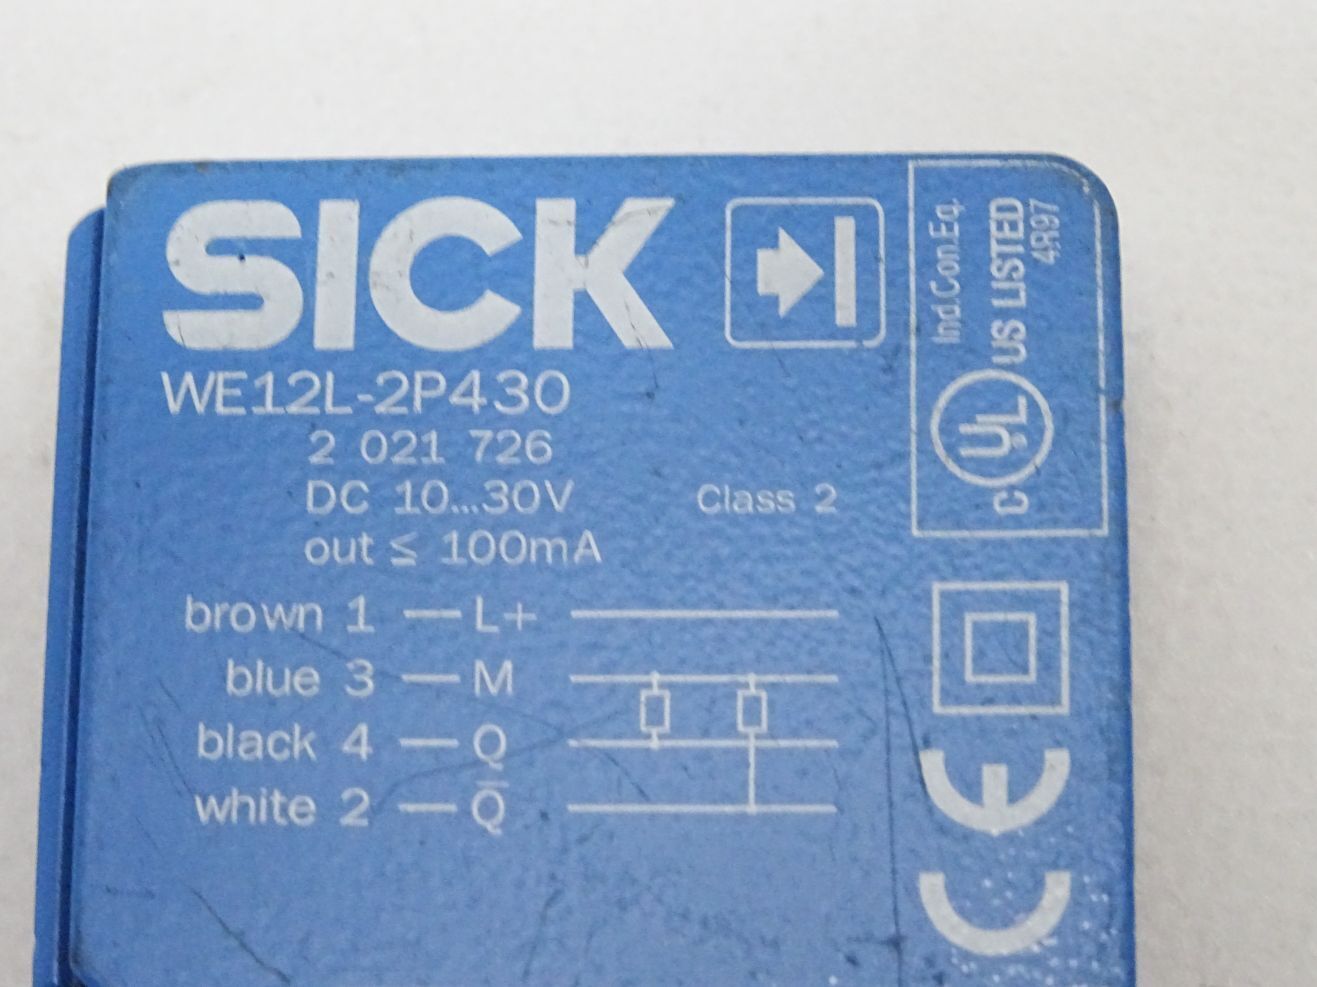 SICK
WE12L-2P430
2 021 726
DC 10...30V Class 2
out ≤ 100mA
brown 1 — L+
blue 3 — M
black 4 — Q
white 2 — Q̅
Ind.Con.Eq.
C UL US LISTED
4R97
CE